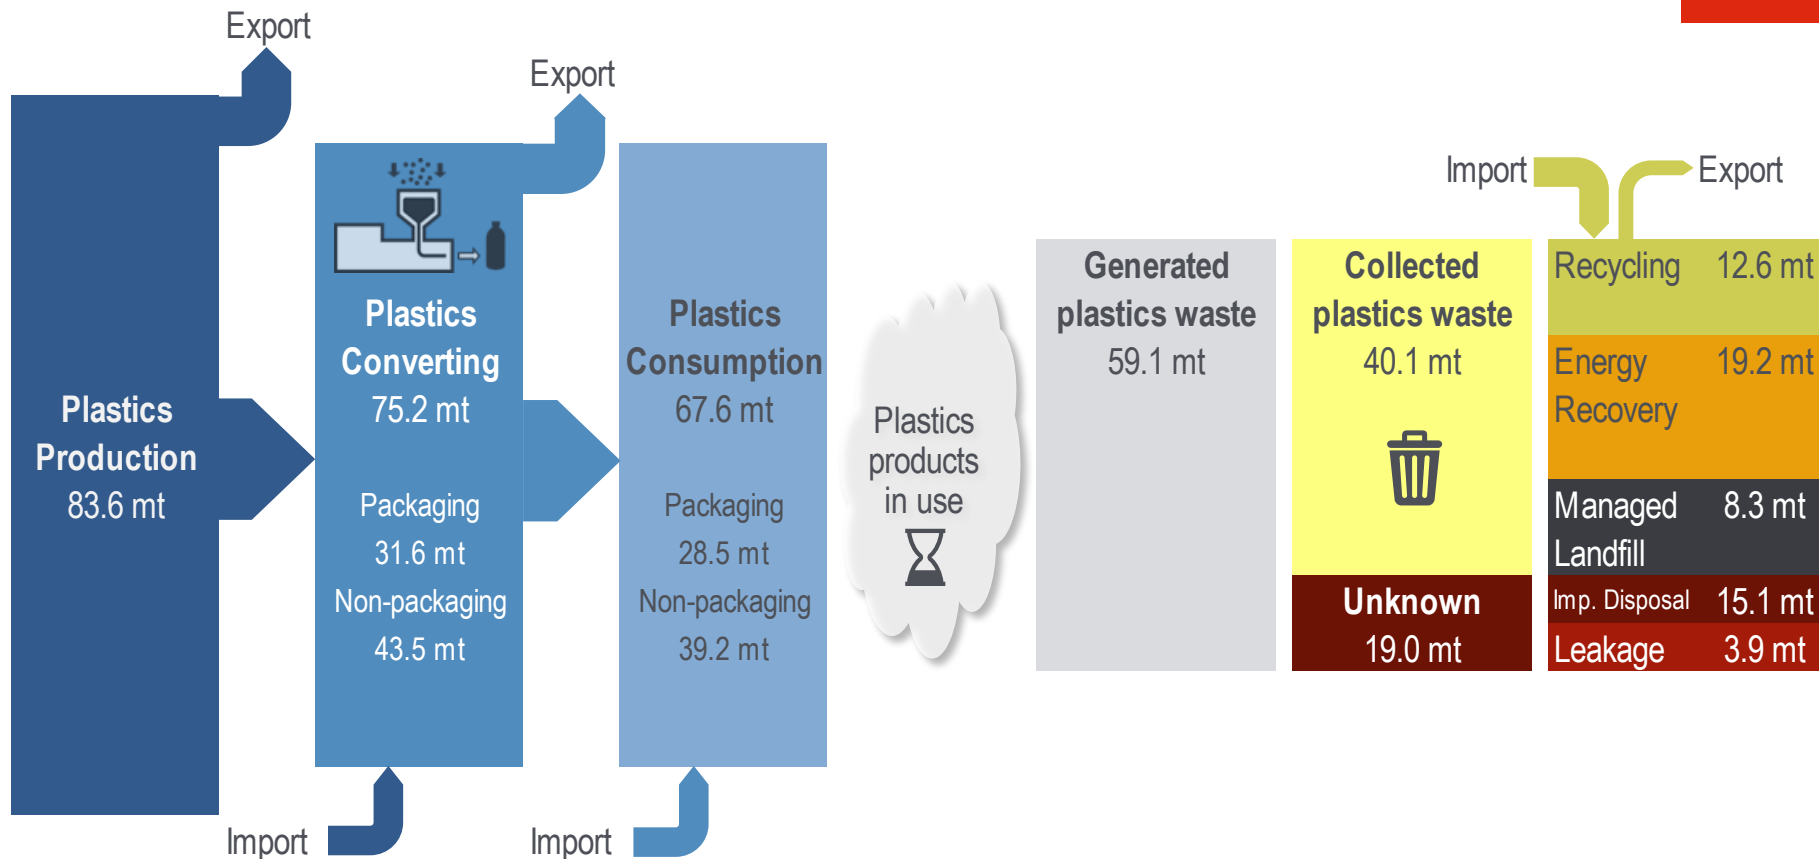 Export
Export
Import
Export
Plastics
Production
83.6 mt
Plastics
Converting
75.2 mt
Packaging
31.6 mt
Non-packaging
43.5 mt
Plastics
Consumption
67.6 mt
Packaging
28.5 mt
Non-packaging
39.2 mt
Import
Import
Plastics
products
in use
Generated
plastics waste
59.1 mt
Collected
plastics waste
40.1 mt
Unknown
19.0 mt
Recycling 12.6 mt
Energy 19.2 mt
Recovery
Managed 8.3 mt
Landfill
Imp. Disposal 15.1 mt
Leakage 3.9 mt